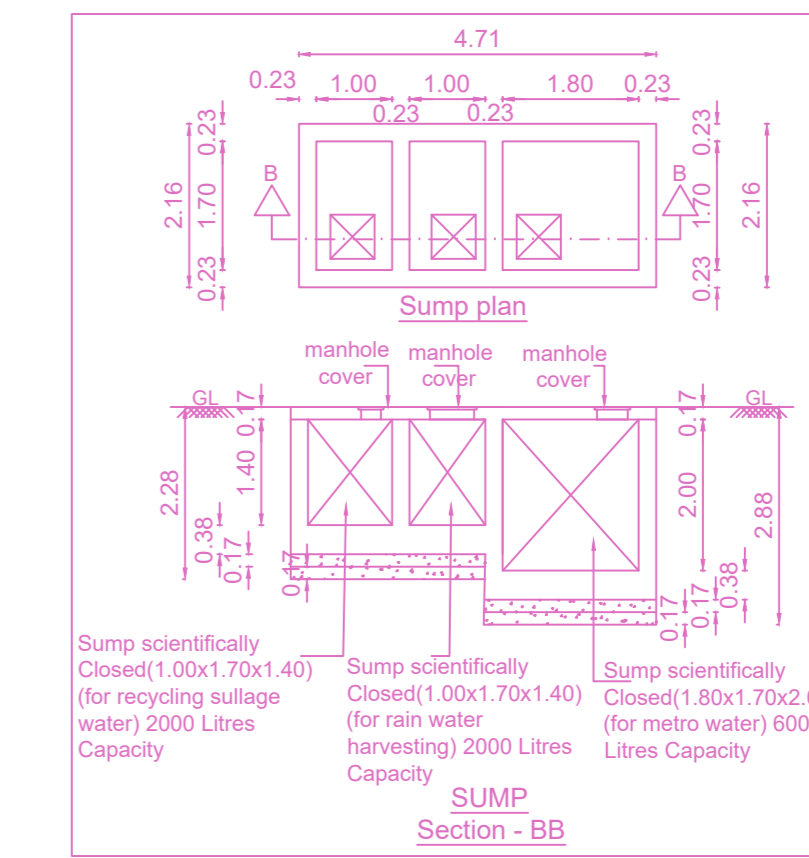 4.71
0.23 1.00 1.00 1.80 0.23
0.23 0.23
0.23 0.23
B B
2.16 1.70 1.70 2.16
0.23 0.23
Sump plan
manhole manhole manhole
cover cover cover
GL 0.17 0.17 GL
2.28 1.40 2.00 2.88
0.38 0.17 0.17 0.17 0.17 0.38
Sump scientifically
Closed(1.00x1.70x1.40)
(for recycling sullage
water) 2000 Litres
Capacity
Sump scientifically
Closed(1.00x1.70x1.40)
(for rain water
harvesting) 2000 Litres
Capacity
Sump scientifically
Closed(1.80x1.70x2.0
(for metro water) 600
Litres Capacity
SUMP
Section - BB